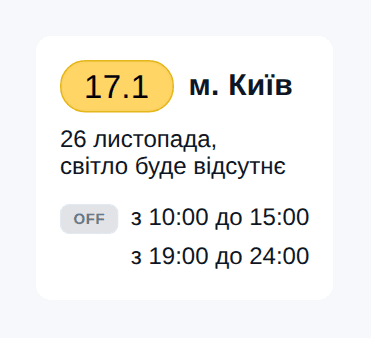 17.1 м. Київ
26 листопада,
світло буде відсутнє
OFF з 10:00 до 15:00
з 19:00 до 24:00